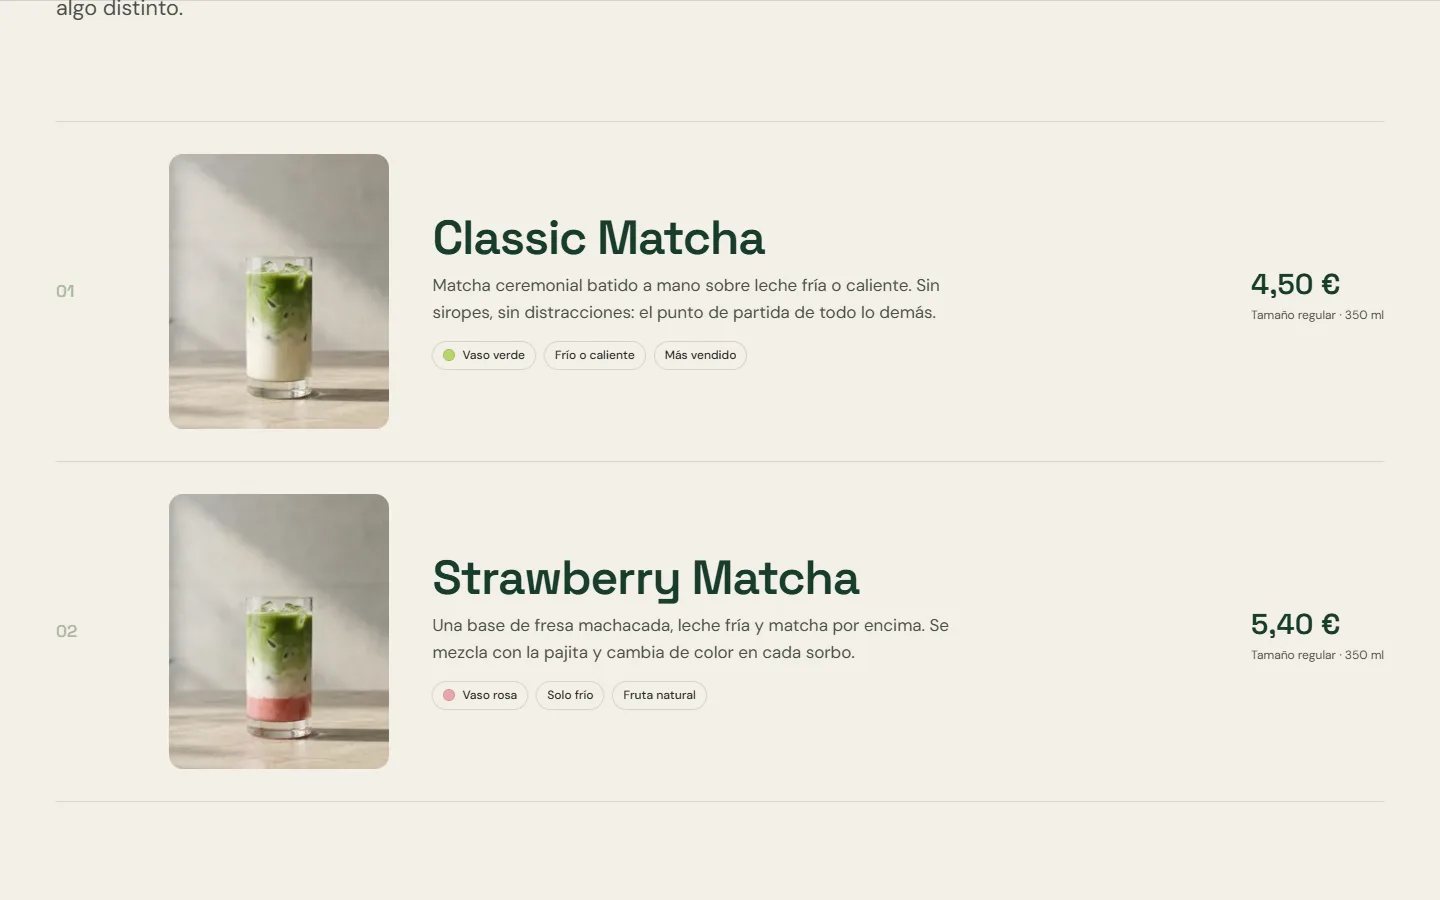 algo distinto.
01
Classic Matcha
Matcha ceremonial batido a mano sobre leche fría o caliente. Sin
siropes, sin distracciones: el punto de partida de todo lo demás.
Vaso verde
Frío o caliente
Más vendido
4,50 €
Tamaño regular · 350 ml
02
Strawberry Matcha
Una base de fresa machacada, leche fría y matcha por encima. Se
mezcla con la pajita y cambia de color en cada sorbo.
Vaso rosa
Solo frío
Fruta natural
5,40 €
Tamaño regular · 350 ml